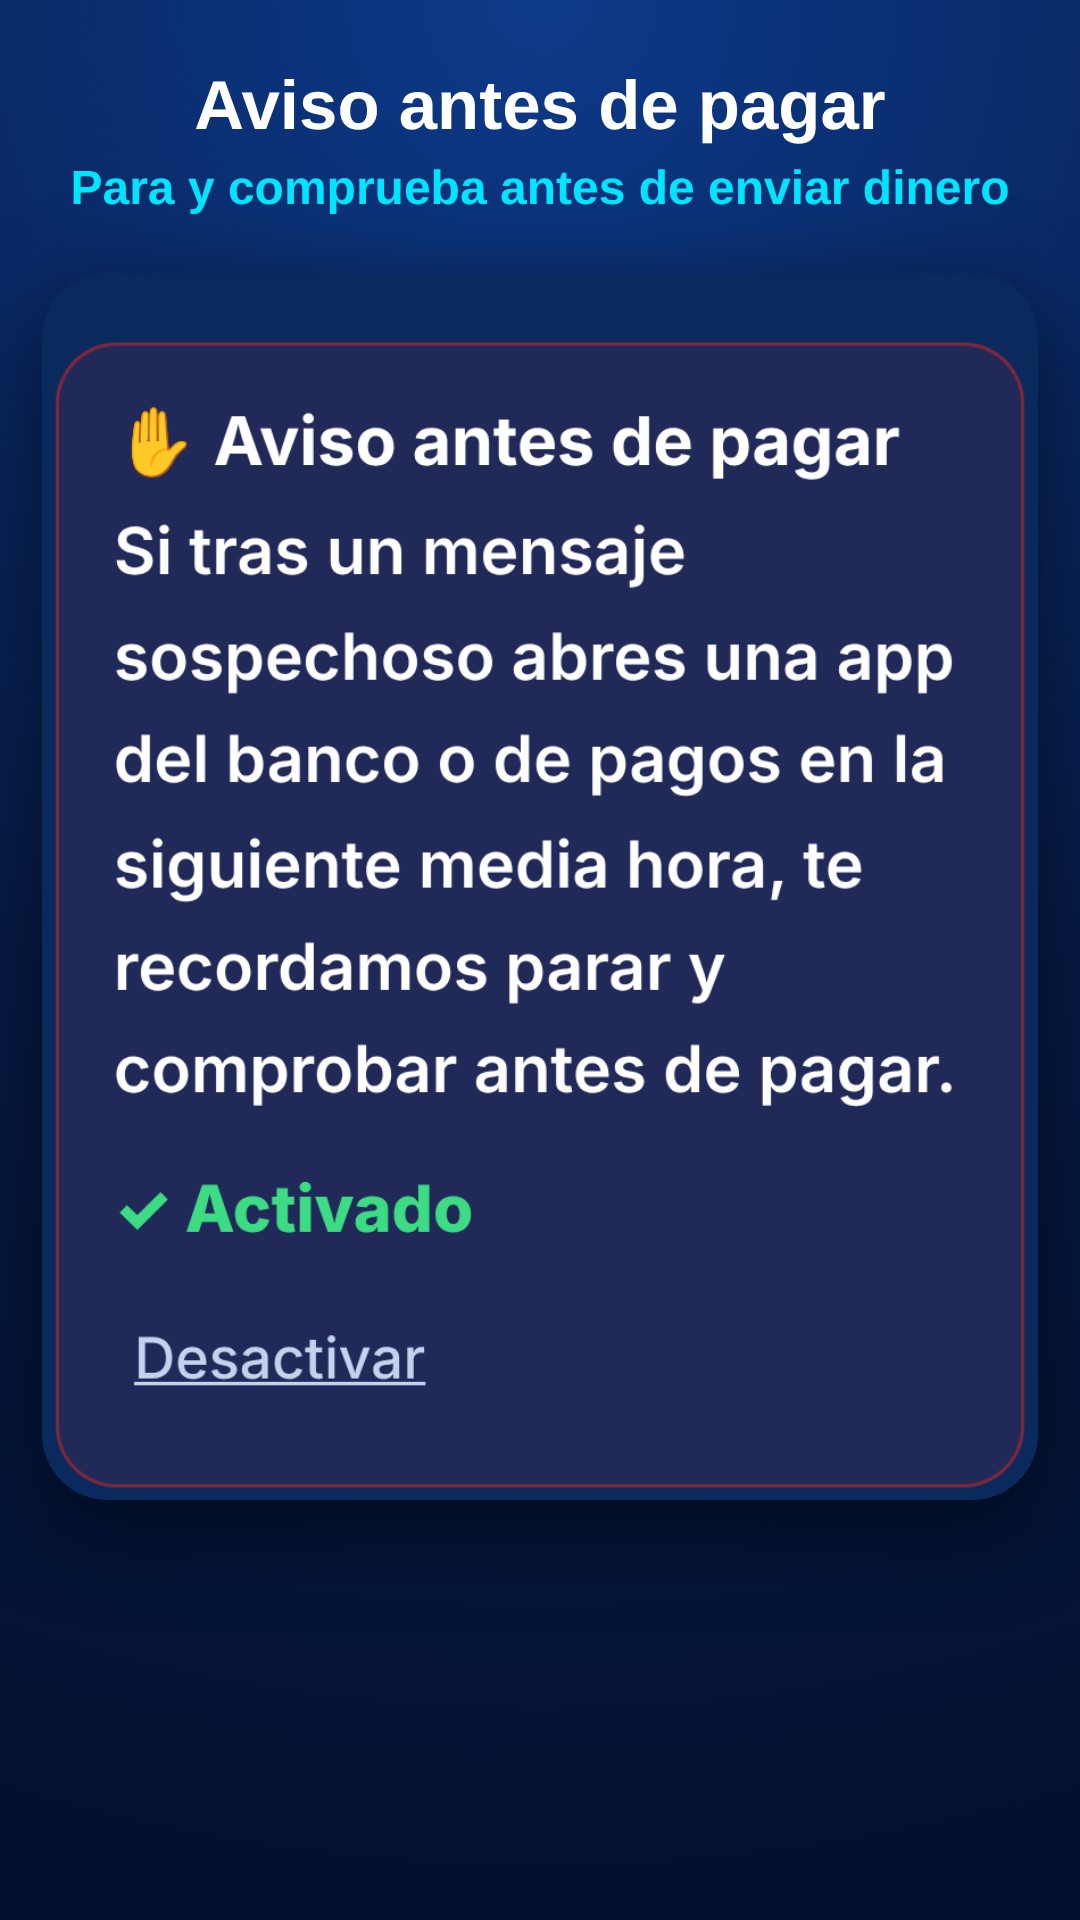 Aviso antes de pagar
Para y comprueba antes de enviar dinero
✋ Aviso antes de pagar
Si tras un mensaje
sospechoso abres una app
del banco o de pagos en la
siguiente media hora, te
recordamos parar y
comprobar antes de pagar.
✓ Activado
Desactivar